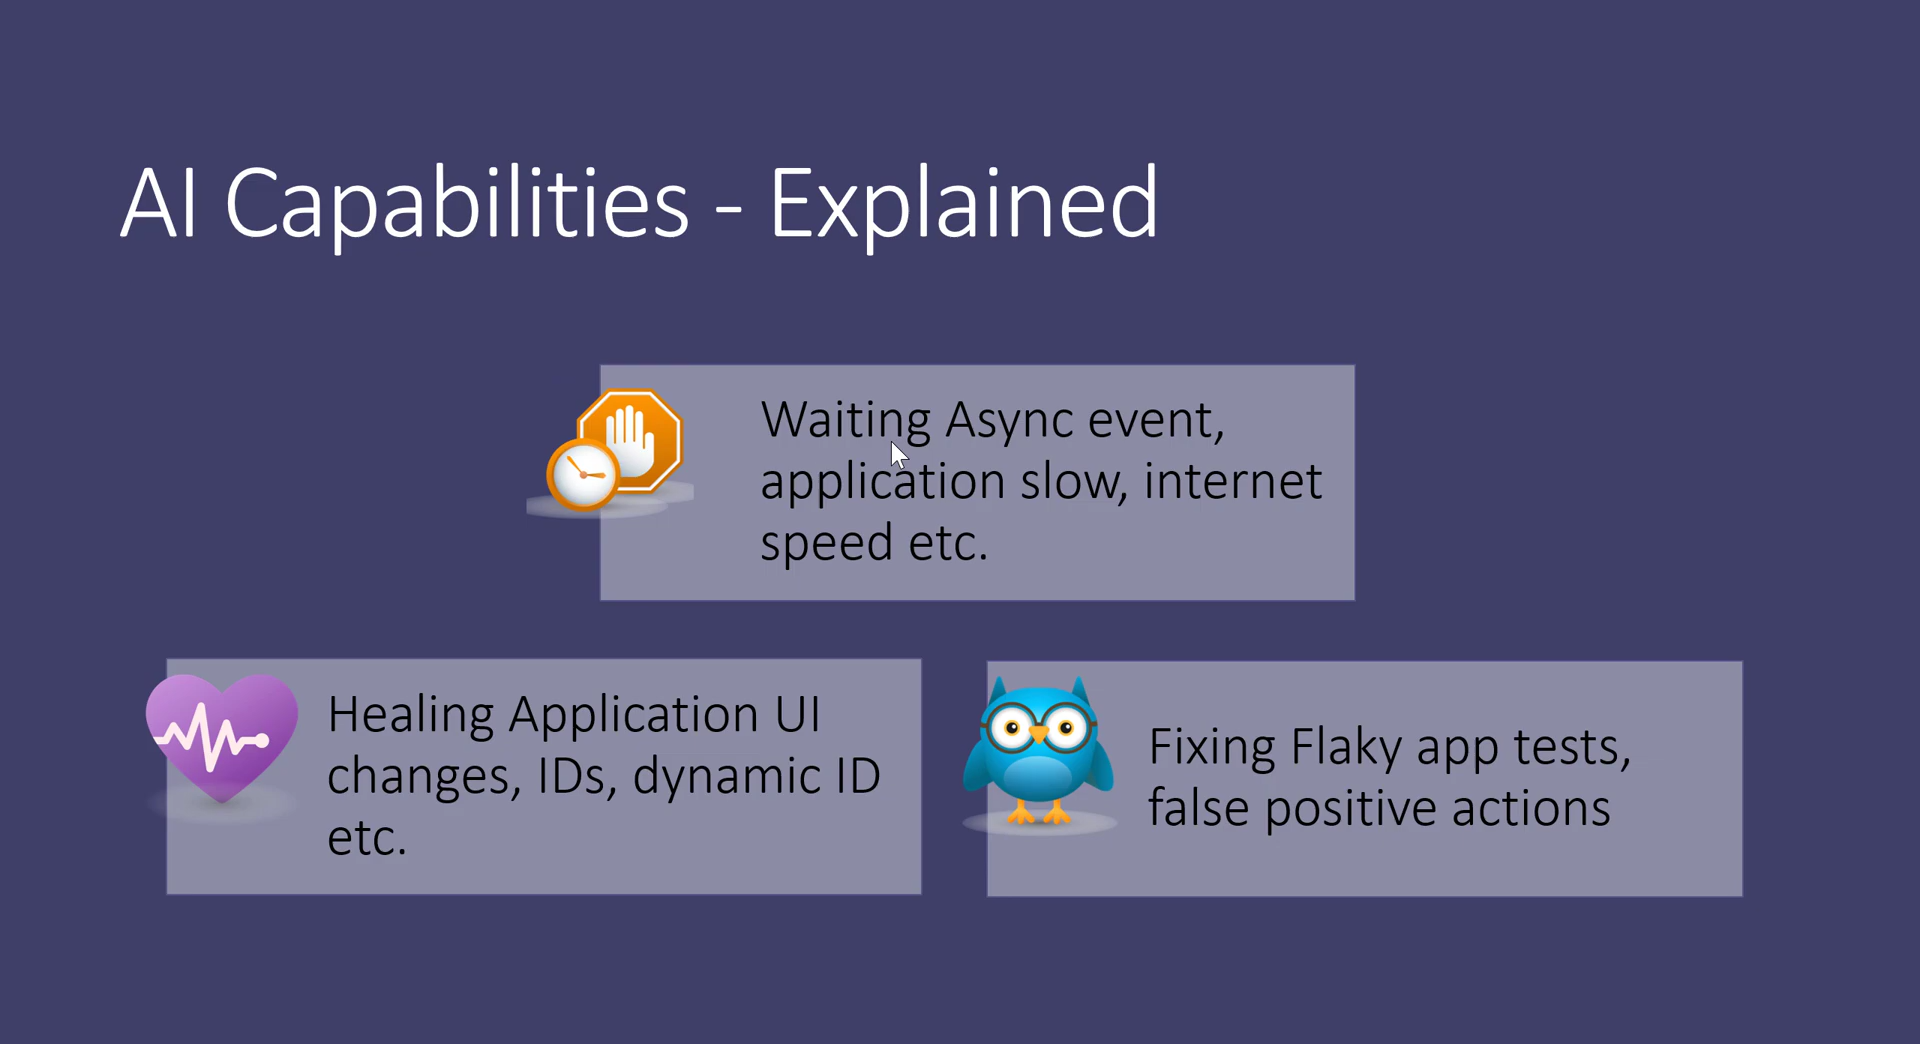 AI Capabilities - Explained
Waiting Async event,
application slow, internet
speed etc.
Healing Application UI
changes, IDs, dynamic ID
etc.
Fixing Flaky app tests,
false positive actions